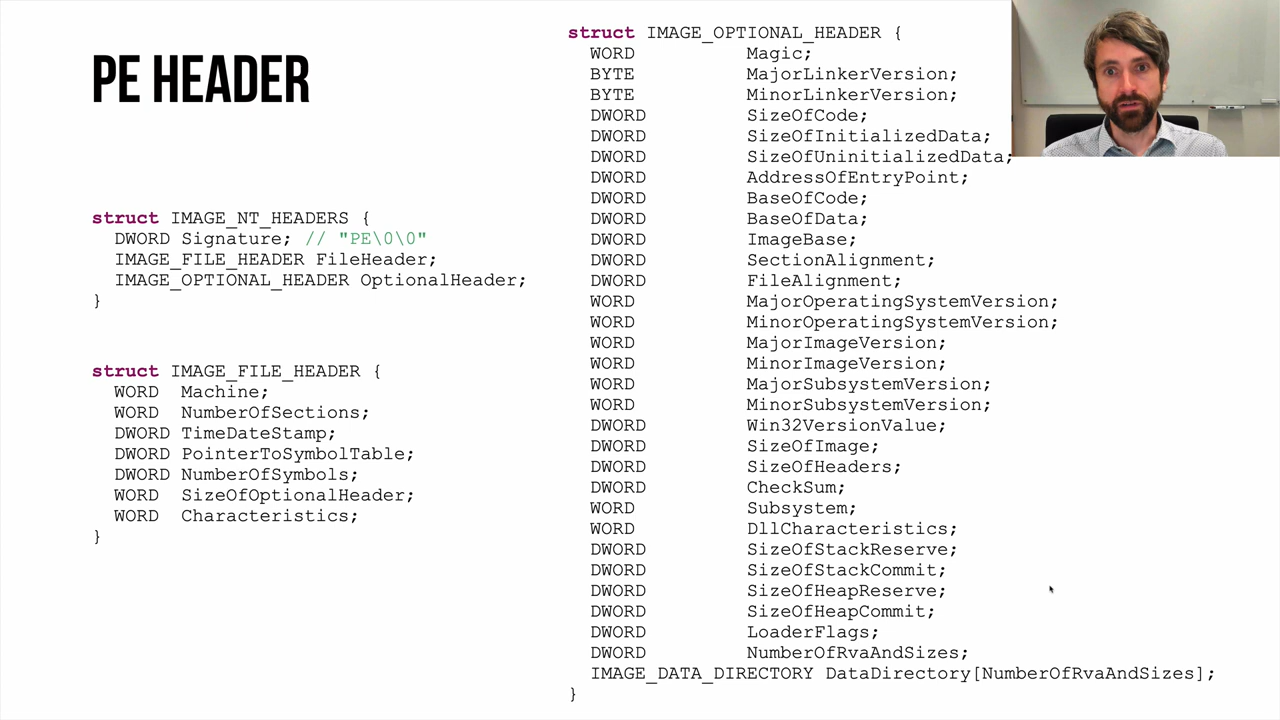 PE HEADER
struct IMAGE_NT_HEADERS {
DWORD Signature; // "PE\0\0"
IMAGE_FILE_HEADER FileHeader;
IMAGE_OPTIONAL_HEADER OptionalHeader;
}
struct IMAGE_FILE_HEADER {
WORD Machine;
WORD NumberOfSections;
DWORD TimeDateStamp;
DWORD PointerToSymbolTable;
DWORD NumberOfSymbols;
WORD SizeOfOptionalHeader;
WORD Characteristics;
}
struct IMAGE_OPTIONAL_HEADER {
WORD Magic;
BYTE MajorLinkerVersion;
BYTE MinorLinkerVersion;
DWORD SizeOfCode;
DWORD SizeOfInitializedData;
DWORD SizeOfUninitializedData;
DWORD AddressOfEntryPoint;
DWORD BaseOfCode;
DWORD BaseOfData;
DWORD ImageBase;
DWORD SectionAlignment;
DWORD FileAlignment;
WORD MajorOperatingSystemVersion;
WORD MinorOperatingSystemVersion;
WORD MajorImageVersion;
WORD MinorImageVersion;
WORD MajorSubsystemVersion;
WORD MinorSubsystemVersion;
DWORD Win32VersionValue;
DWORD SizeOfImage;
DWORD SizeOfHeaders;
DWORD CheckSum;
WORD Subsystem;
WORD DllCharacteristics;
DWORD SizeOfStackReserve;
DWORD SizeOfStackCommit;
DWORD SizeOfHeapReserve;
DWORD SizeOfHeapCommit;
DWORD LoaderFlags;
DWORD NumberOfRvaAndSizes;
IMAGE_DATA_DIRECTORY DataDirectory[NumberOfRvaAndSizes];
}